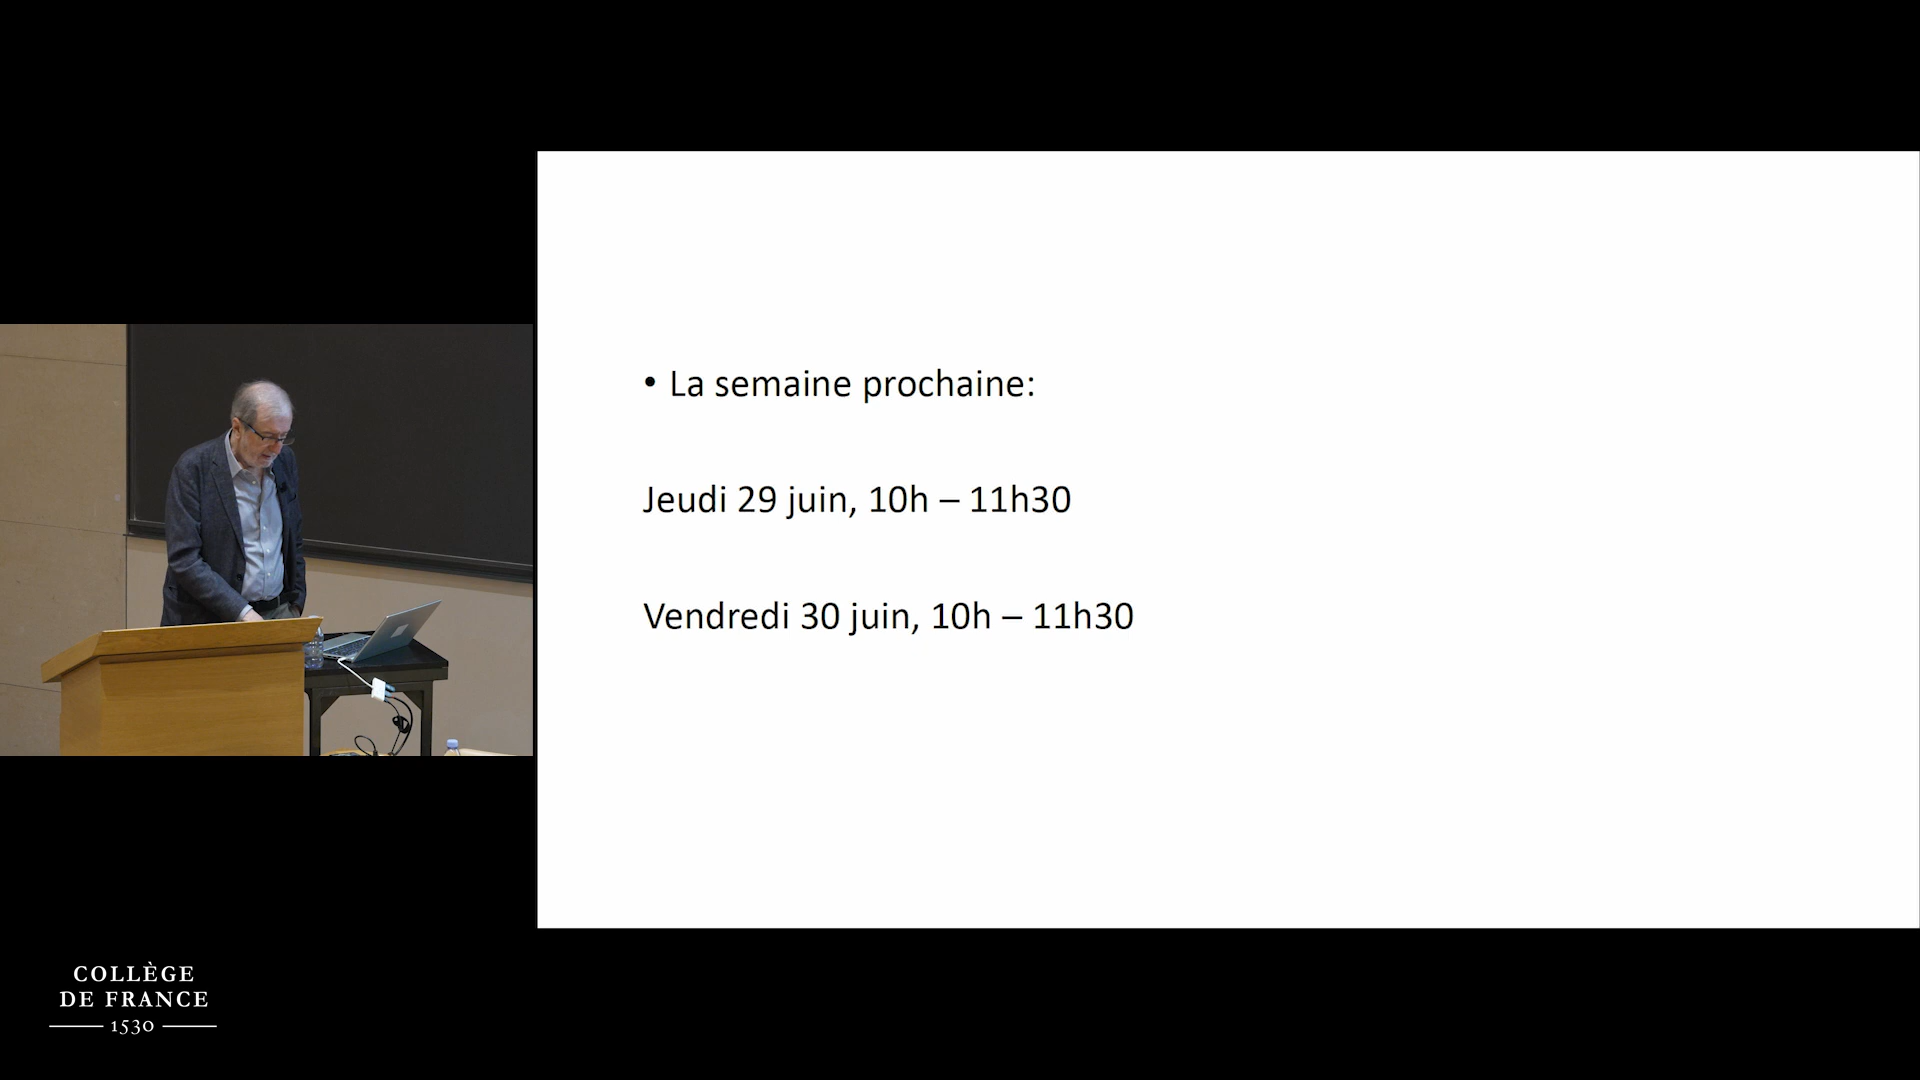 • La semaine prochaine:
Jeudi 29 juin, 10h – 11h30
Vendredi 30 juin, 10h – 11h30
COLLÈGE
DE FRANCE
1530